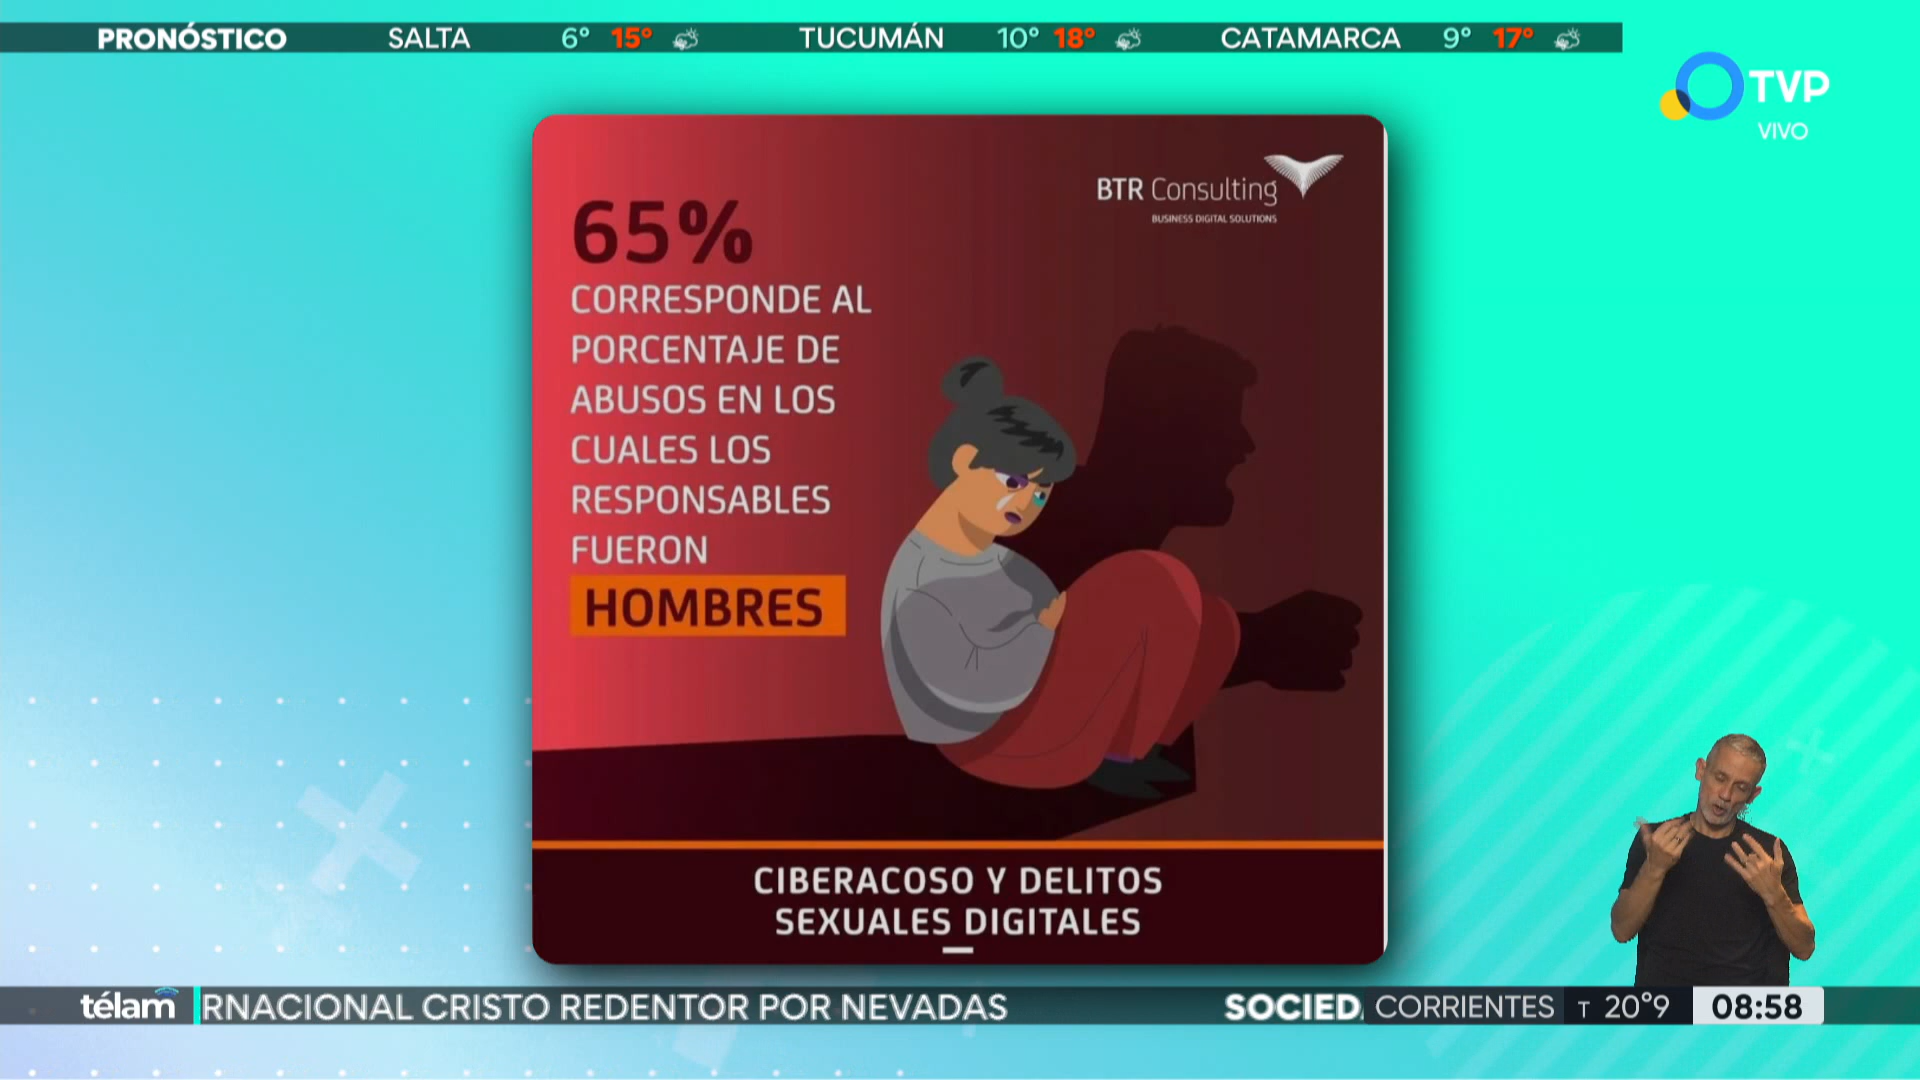 PRONÓSTICO SALTA 6° 15° TUCUMÁN 10° 18° CATAMARCA 9° 17°
TVP
VIVO
BTR Consulting
BUSINESS DIGITAL SOLUTIONS
65%
CORRESPONDE AL
PORCENTAJE DE
ABUSOS EN LOS
CUALES LOS
RESPONSABLES
FUERON
HOMBRES
CIBERACOSO Y DELITOS
SEXUALES DIGITALES
télam RNACIONAL CRISTO REDENTOR POR NEVADAS SOCIED CORRIENTES T 20°9 08:58